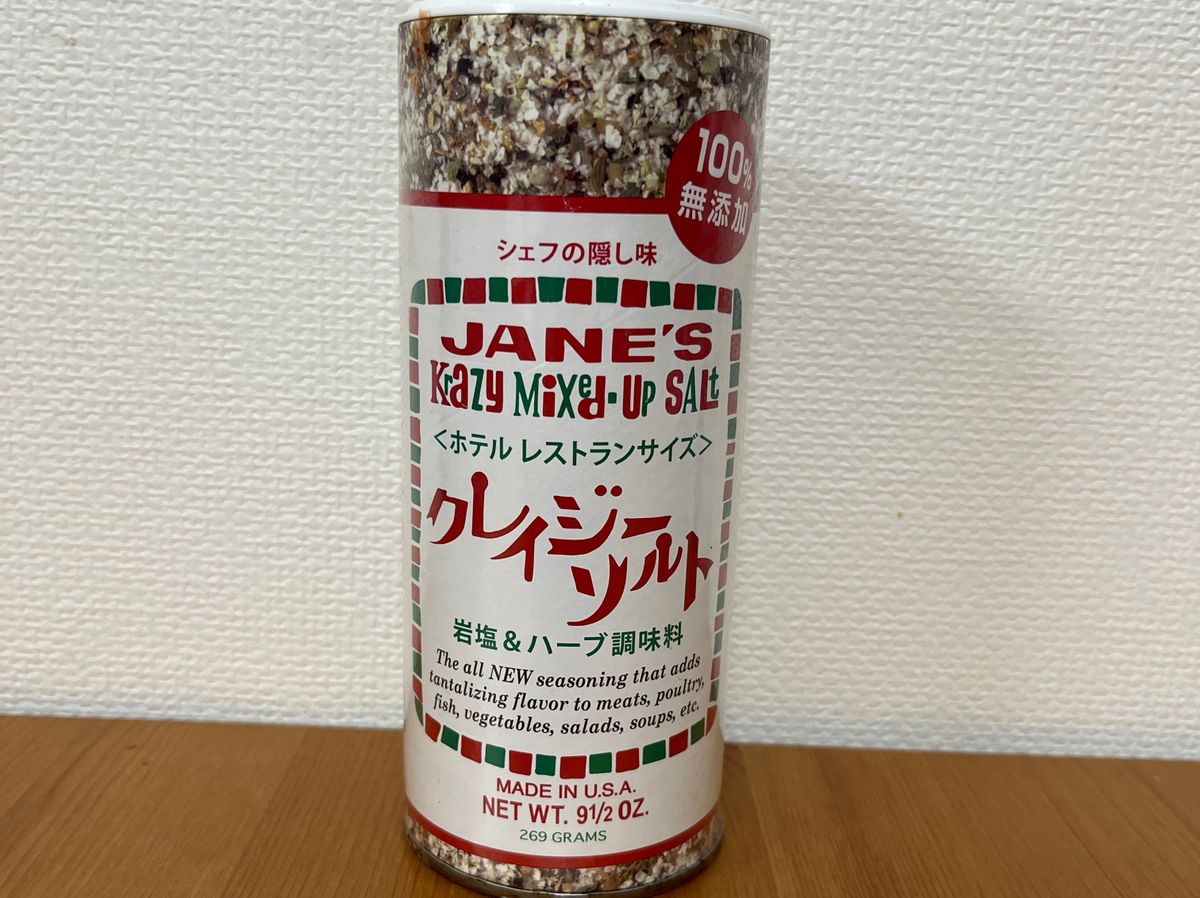 100%
無添加
シェフの隠し味
JANE'S
Krazy Mixed-Up Salt
<ホテル レストランサイズ>
クレイジー
ソルト
岩塩&ハーブ調味料
The all NEW seasoning that adds
tantalizing flavor to meats, poultry,
fish, vegetables, salads, soups, etc.
MADE IN U.S.A.
NET WT. 9 1/2 OZ.
269 GRAMS